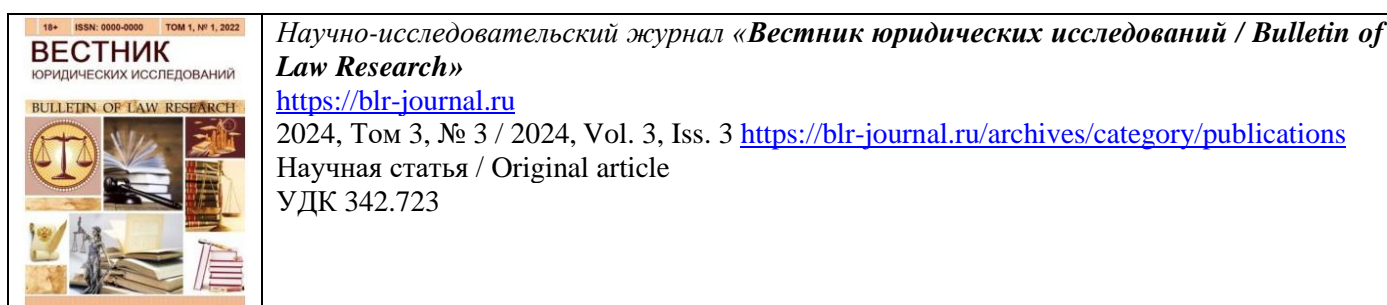 18+ ISSN: 0000-0000 ТОМ 1, № 1, 2022
ВЕСТНИК
ЮРИДИЧЕСКИХ ИССЛЕДОВАНИЙ
BULLETIN OF LAW RESEARCH
Научно-исследовательский журнал «Вестник юридических исследований / Bulletin of
Law Research»
https://blr-journal.ru
2024, Том 3, № 3 / 2024, Vol. 3, Iss. 3 https://blr-journal.ru/archives/category/publications
Научная статья / Original article
УДК 342.723